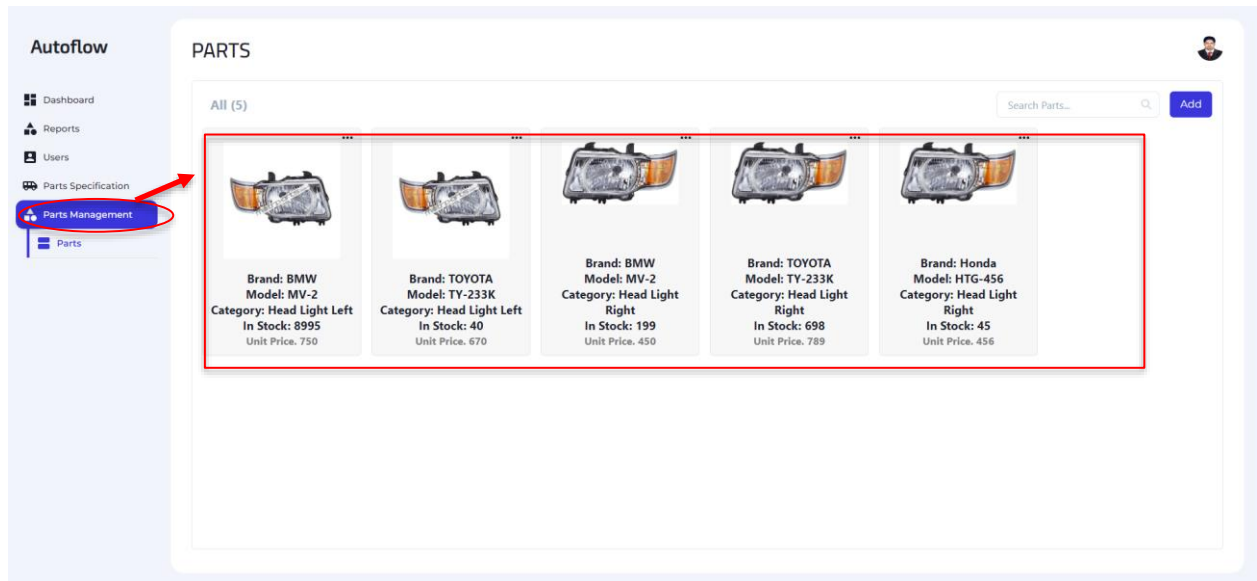 Autoflow
PARTS
Dashboard
Reports
Users
Parts Specification
Parts Management
Parts
All (5)
Search Parts...
Add
Brand: BMW
Model: MV-2
Category: Head Light Left
In Stock: 8995
Unit Price. 750
Brand: TOYOTA
Model: TY-233K
Category: Head Light Left
In Stock: 40
Unit Price. 670
Brand: BMW
Model: MV-2
Category: Head Light
Right
In Stock: 199
Unit Price. 450
Brand: TOYOTA
Model: TY-233K
Category: Head Light
Right
In Stock: 698
Unit Price. 789
Brand: Honda
Model: HTG-456
Category: Head Light
Right
In Stock: 45
Unit Price. 456